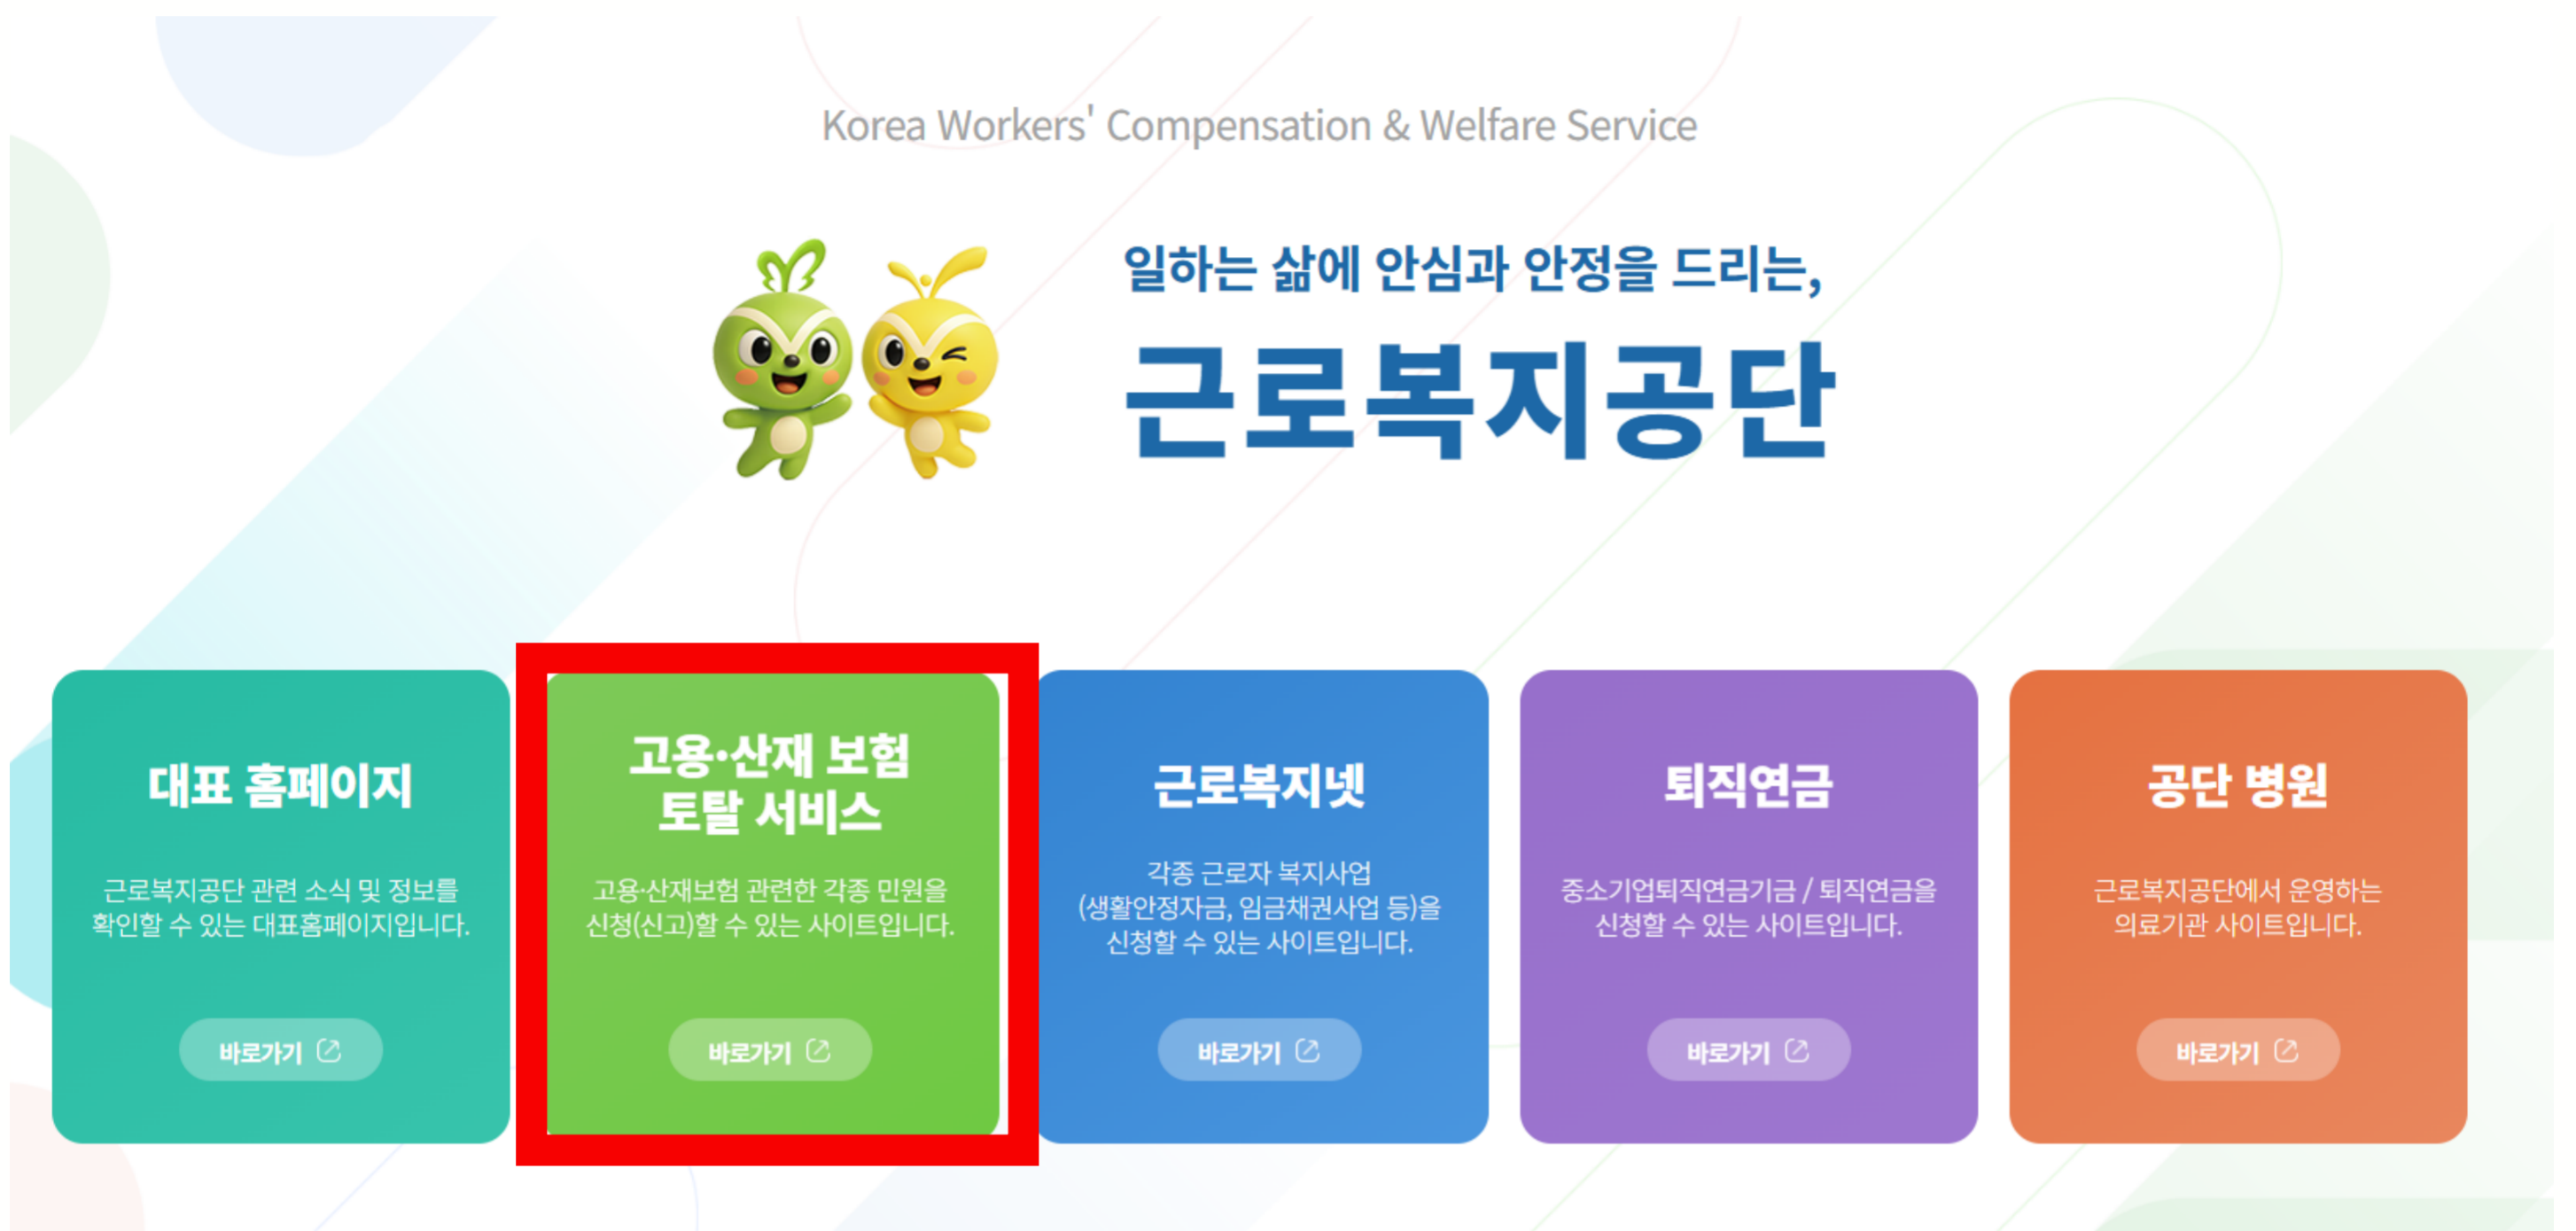 Korea Workers' Compensation & Welfare Service
일하는 삶에 안심과 안정을 드리는,
근로복지공단
대표 홈페이지
근로복지공단 관련 소식 및 정보를
확인할 수 있는 대표홈페이지입니다.
바로가기
고용·산재 보험
토탈 서비스
고용·산재보험 관련한 각종 민원을
신청(신고)할 수 있는 사이트입니다.
바로가기
근로복지넷
각종 근로자 복지사업
(생활안정자금, 임금채권사업 등)을
신청할 수 있는 사이트입니다.
바로가기
퇴직연금
중소기업퇴직연금기금 / 퇴직연금을
신청할 수 있는 사이트입니다.
바로가기
공단 병원
근로복지공단에서 운영하는
의료기관 사이트입니다.
바로가기